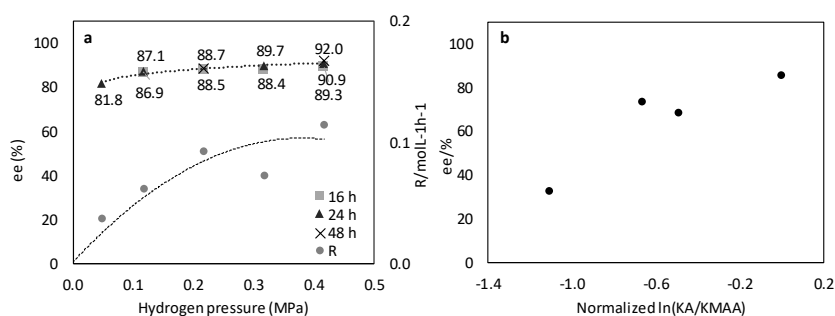 a
100
80
60
40
20
0
ee (%)
87.1
88.7
89.7
92.0
81.8
86.9
88.5
88.4
90.9
89.3
16 h
24 h
48 h
R
0.2
0.1
0.0
R/molL-1h-1
0.0 0.1 0.2 0.3 0.4 0.5
Hydrogen pressure (MPa)
b
100
80
60
40
20
0
ee/%
-1.4 -1.0 -0.6 -0.2 0.2
Normalized ln(KA/KMAA)